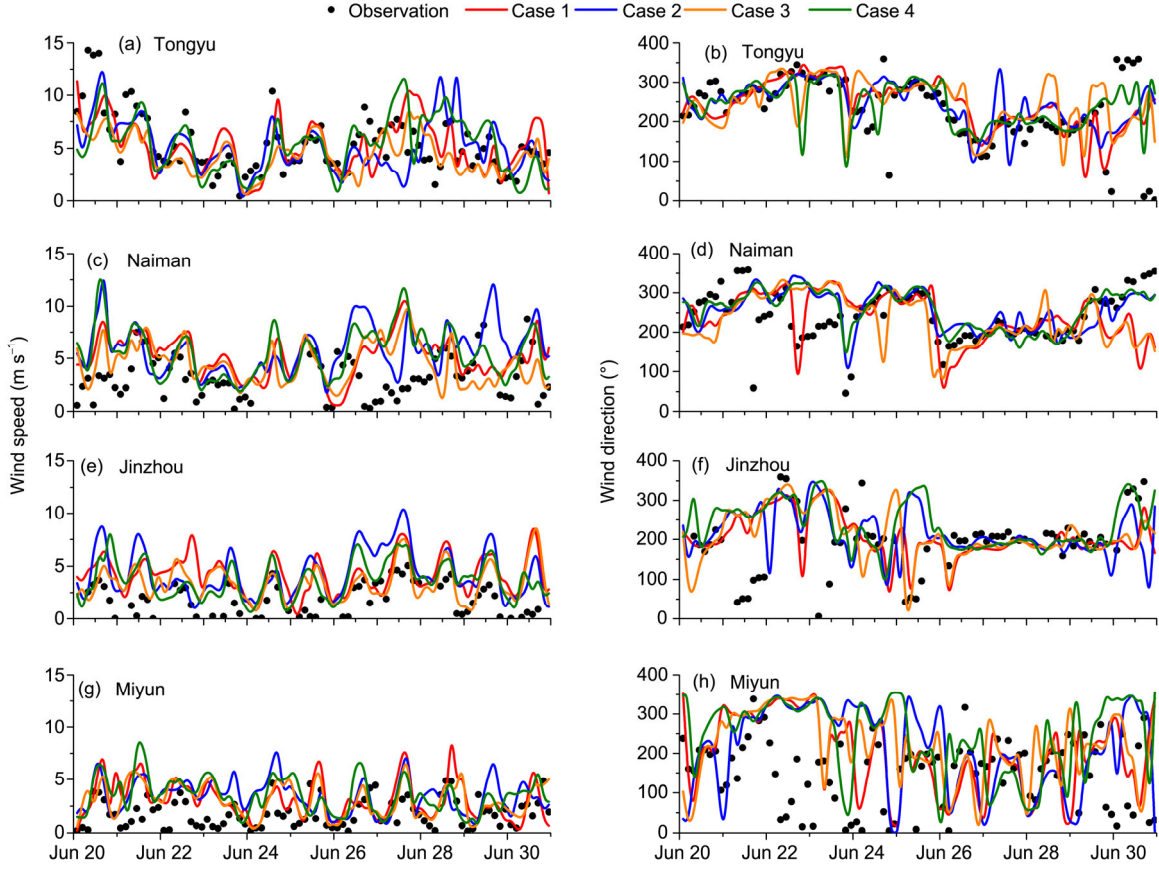 Observation Case 1 Case 2 Case 3 Case 4
(a) Tongyu
15
10
5
0
(b) Tongyu
400
300
200
100
0
(c) Naiman
15
10
5
0
(d) Naiman
400
300
200
100
0
(e) Jinzhou
15
10
5
0
(f) Jinzhou
400
300
200
100
0
(g) Miyun
15
10
5
0
(h) Miyun
400
300
200
100
0
Wind speed (m s⁻¹)
Wind direction (°)
Jun 20 Jun 22 Jun 24 Jun 26 Jun 28 Jun 30
Jun 20 Jun 22 Jun 24 Jun 26 Jun 28 Jun 30